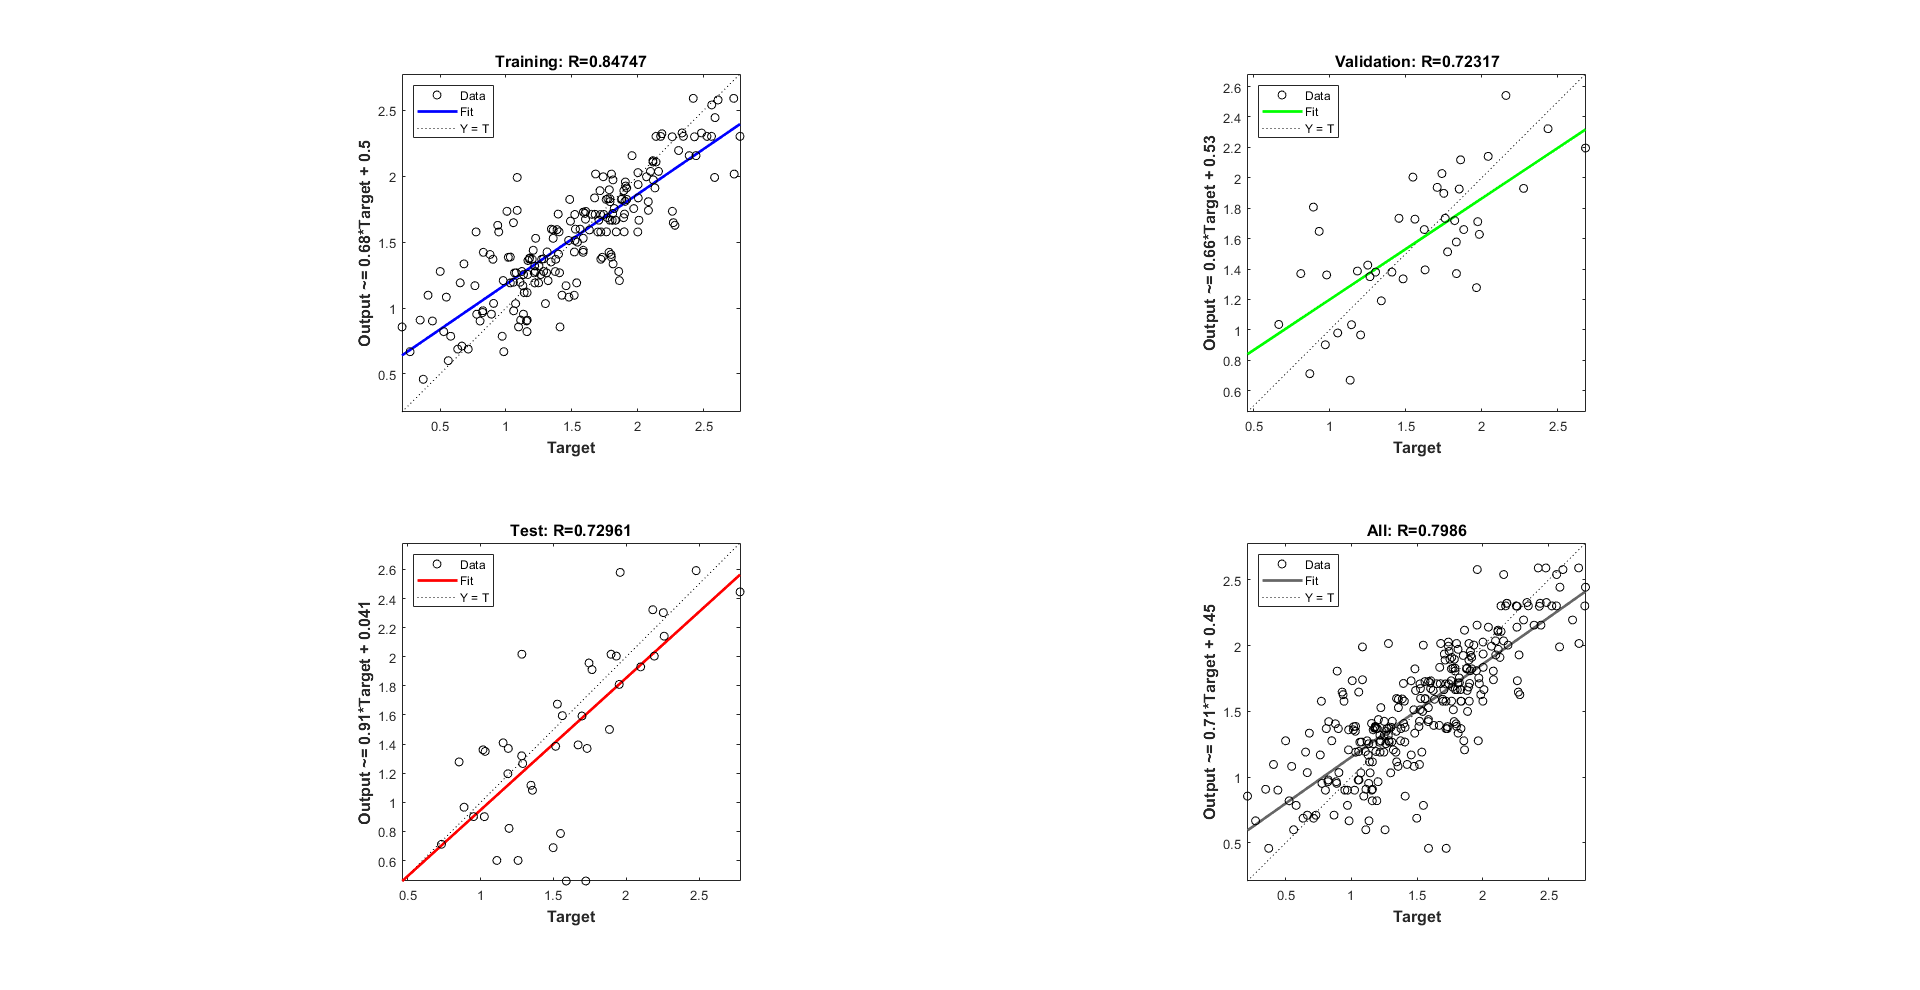 Training: R=0.84747
Data
Fit
Y = T
Output ~= 0.68*Target + 0.5
2.5
2
1.5
1
0.5
0.5 1 1.5 2 2.5
Target
Validation: R=0.72317
Data
Fit
Y = T
Output ~= 0.66*Target + 0.53
2.6
2.4
2.2
2
1.8
1.6
1.4
1.2
1
0.8
0.6
0.5 1 1.5 2 2.5
Target
Test: R=0.72961
Data
Fit
Y = T
Output ~= 0.91*Target + 0.041
2.6
2.4
2.2
2
1.8
1.6
1.4
1.2
1
0.8
0.6
0.5 1 1.5 2 2.5
Target
All: R=0.7986
Data
Fit
Y = T
Output ~= 0.71*Target + 0.45
2.5
2
1.5
1
0.5
0.5 1 1.5 2 2.5
Target